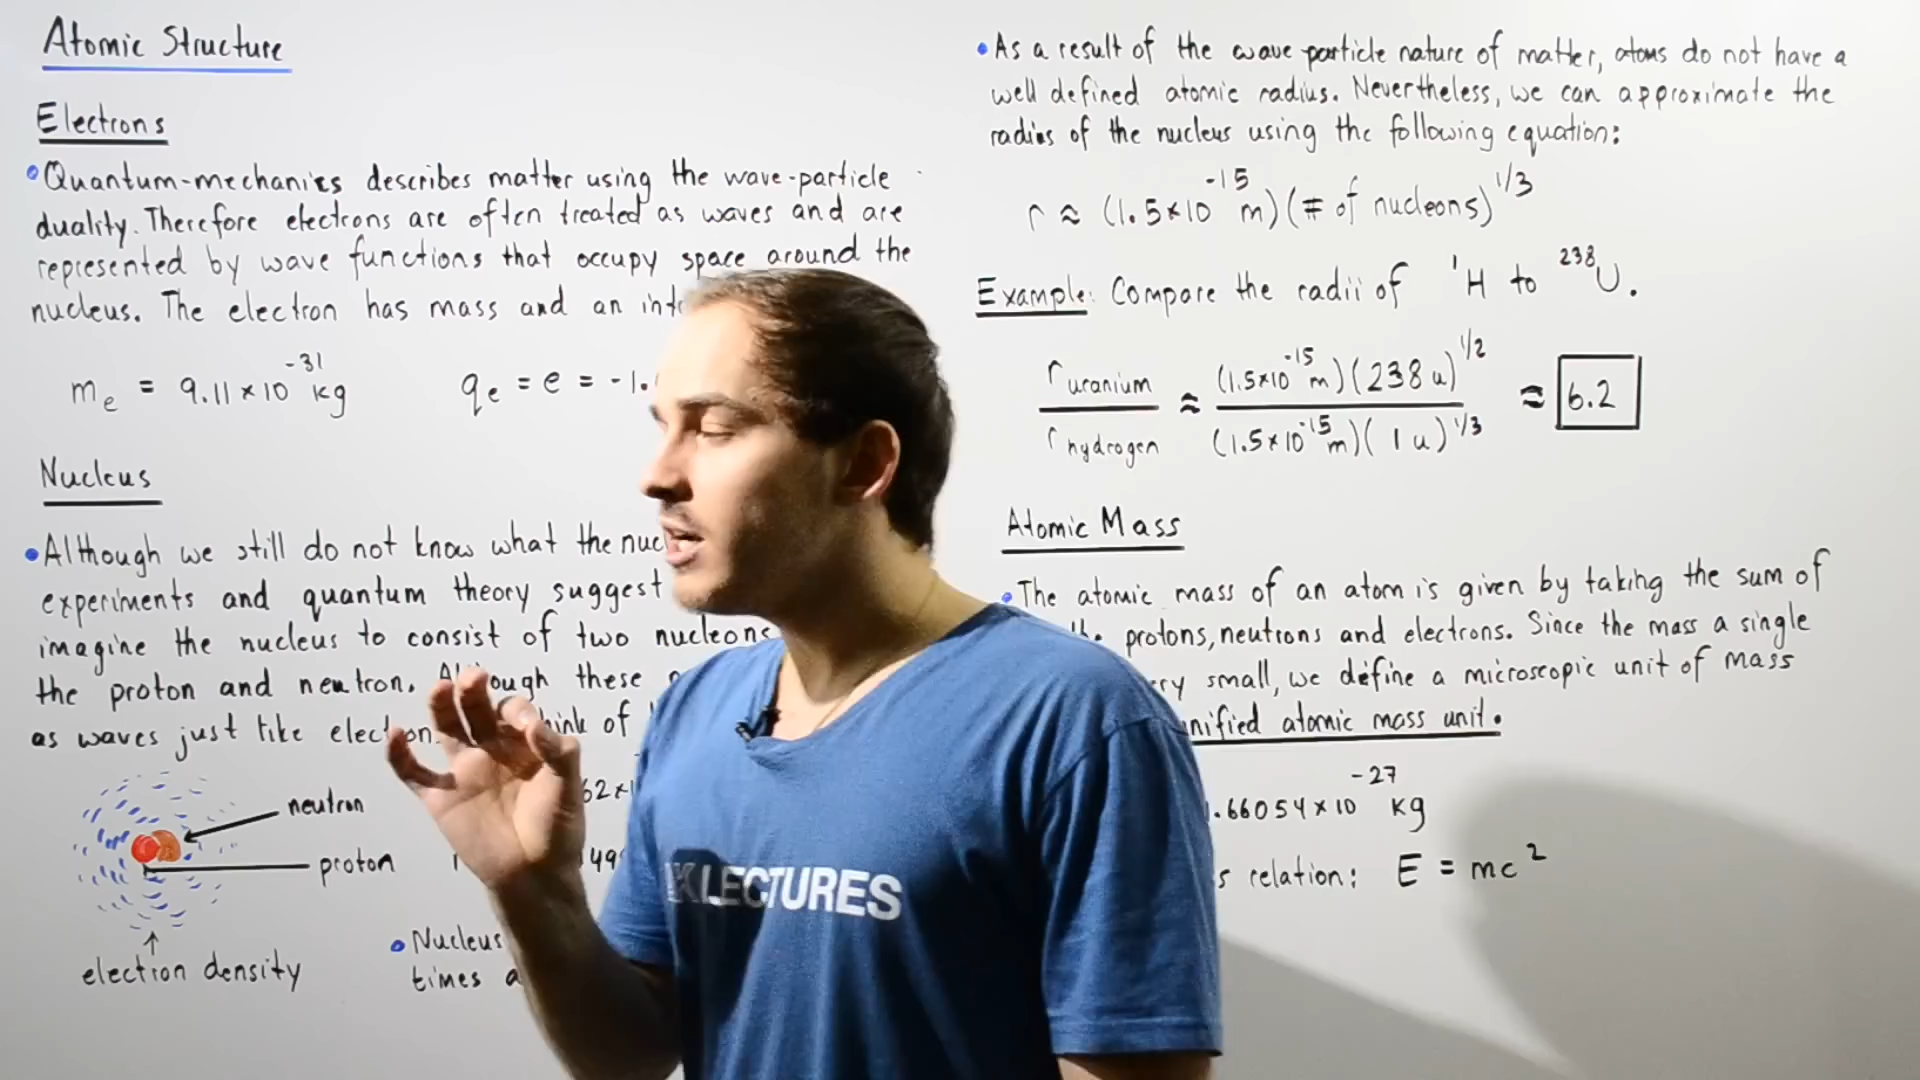 Atomic Structure
Electrons
• Quantum-mechanics describes matter using the wave-particle
duality. Therefore electrons are often treated as waves and are
represented by wave functions that occupy space around the
nucleus. The electron has mass and an
mₑ = 9.11×10⁻³¹ kg qₑ = e = -1.
Nucleus
• Although we still do not know what the
experiments and quantum theory suggest
imagine the nucleus to consist of two nucleons
the proton and neutron. Although these
as waves just like electron think of
neutron
proton
electron density
62×1
149
• Nucleus
times a
• As a result of the wave particle nature of matter, atoms do not have a
well defined atomic radius. Nevertheless, we can approximate the
radius of the nucleus using the following equation:
r ≈ (1.5×10⁻¹⁵ m)(# of nucleons)^1/3
Example: Compare the radii of ¹H to ²³⁸U.
r uranium ≈ (1.5×10⁻¹⁵ m)(238 u)^1/2 ≈ 6.2
r hydrogen (1.5×10⁻¹⁵ m)(1 u)^1/3
Atomic Mass
• The atomic mass of an atom is given by taking the sum of
protons, neutrons and electrons. Since the mass a single
small, we define a microscopic unit of mass
nified atomic mass unit.
.66054×10⁻²⁷ kg
s relation: E = mc²
K LECTURES